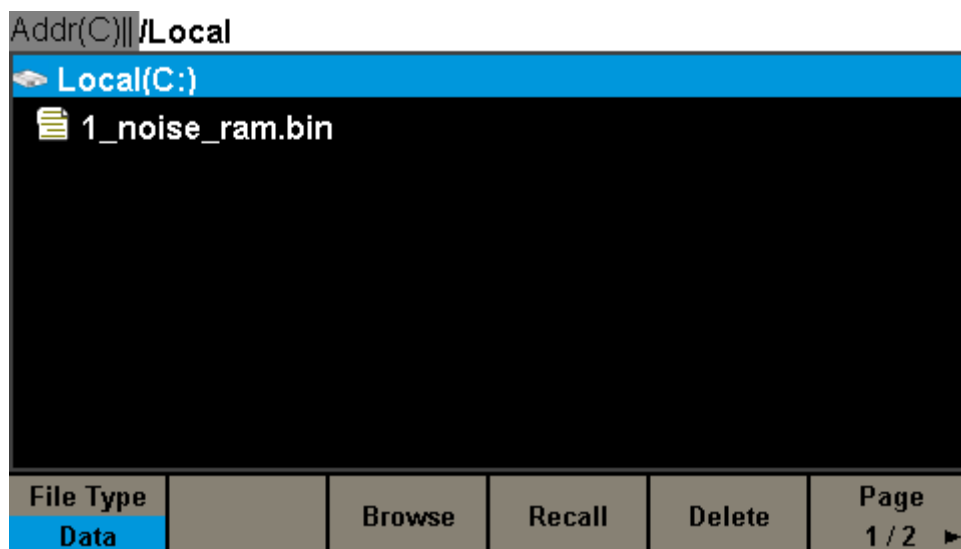 Addr(C)|| /Local
Local(C:)
1_noise_ram.bin
File Type
Data
Browse
Recall
Delete
Page
1 / 2